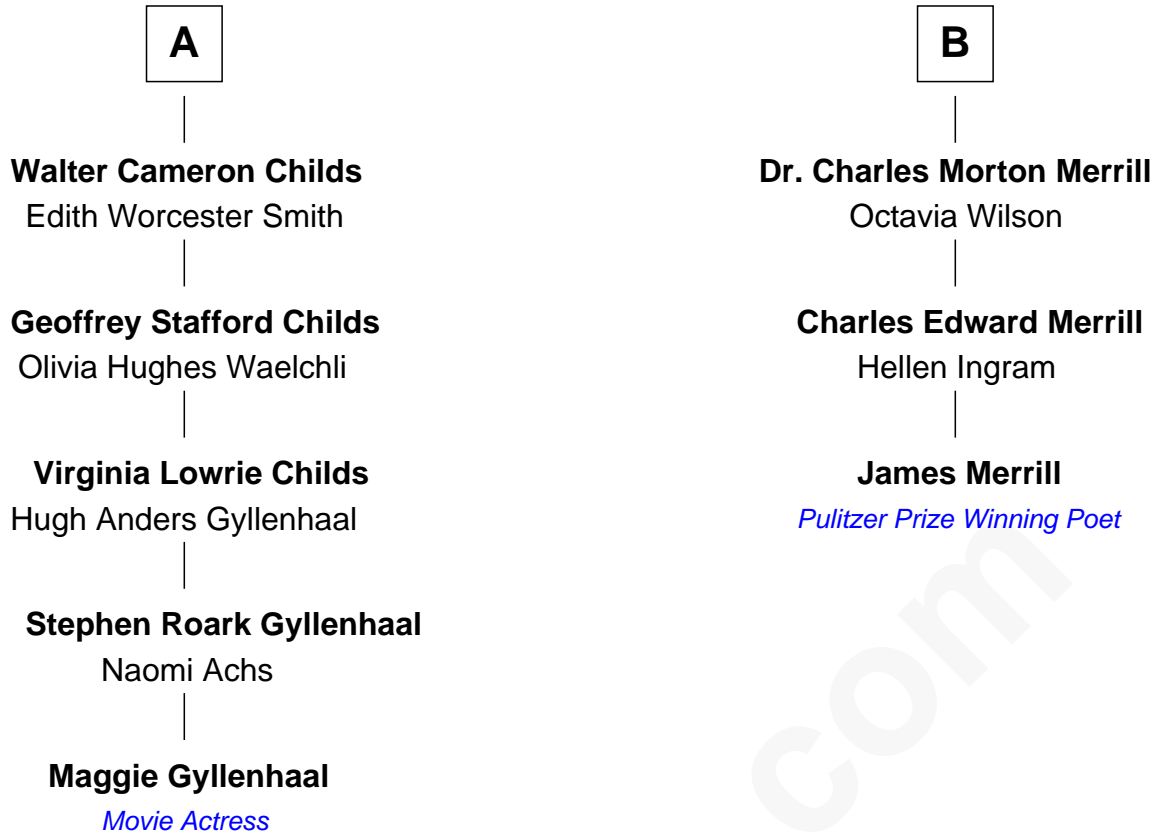 A
Walter Cameron Childs
Edith Worcester Smith
Geoffrey Stafford Childs
Olivia Hughes Waelchli
Virginia Lowrie Childs
Hugh Anders Gyllenhaal
Stephen Roark Gyllenhaal
Naomi Achs
Maggie Gyllenhaal
Movie Actress
B
Dr. Charles Morton Merrill
Octavia Wilson
Charles Edward Merrill
Hellen Ingram
James Merrill
Pulitzer Prize Winning Poet
com